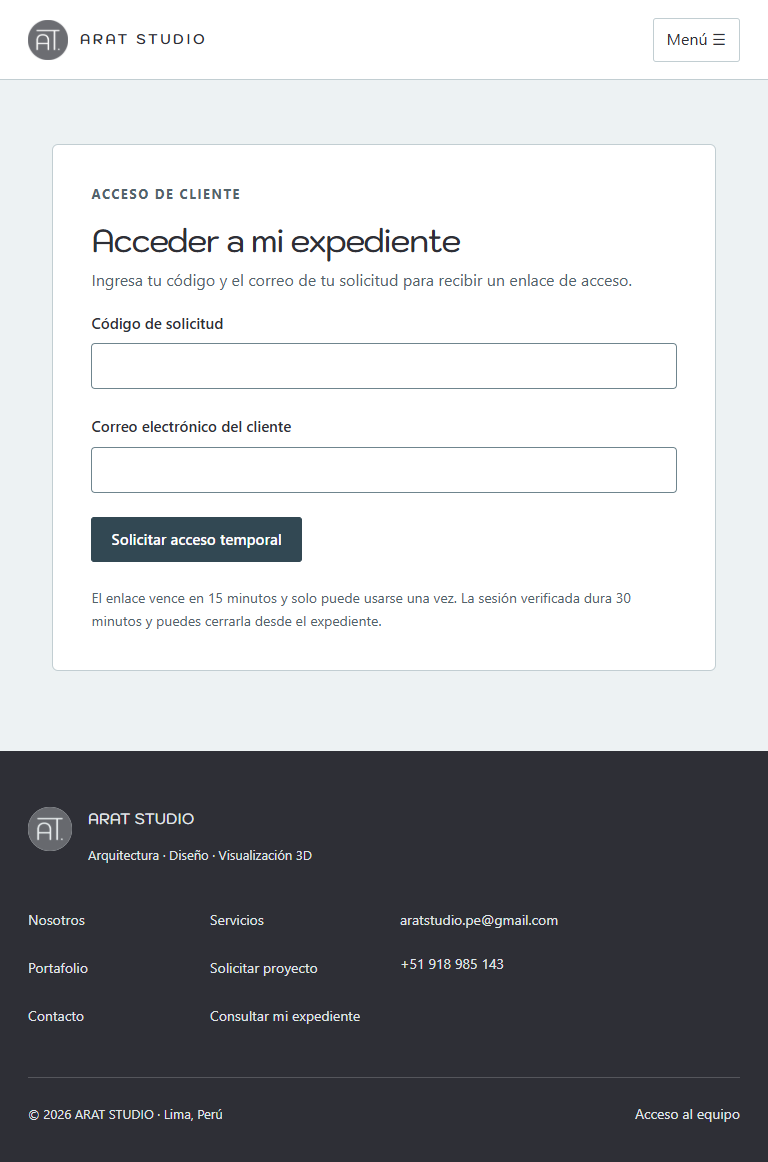 AT.
ARAT STUDIO
Menú ☰
ACCESO DE CLIENTE
Acceder a mi expediente
Ingresa tu código y el correo de tu solicitud para recibir un enlace de acceso.
Código de solicitud
Correo electrónico del cliente
Solicitar acceso temporal
El enlace vence en 15 minutos y solo puede usarse una vez. La sesión verificada dura 30
minutos y puedes cerrarla desde el expediente.
AT.
ARAT STUDIO
Arquitectura · Diseño · Visualización 3D
Nosotros
Portafolio
Contacto
Servicios
Solicitar proyecto
Consultar mi expediente
aratstudio.pe@gmail.com
+51 918 985 143
© 2026 ARAT STUDIO · Lima, Perú
Acceso al equipo